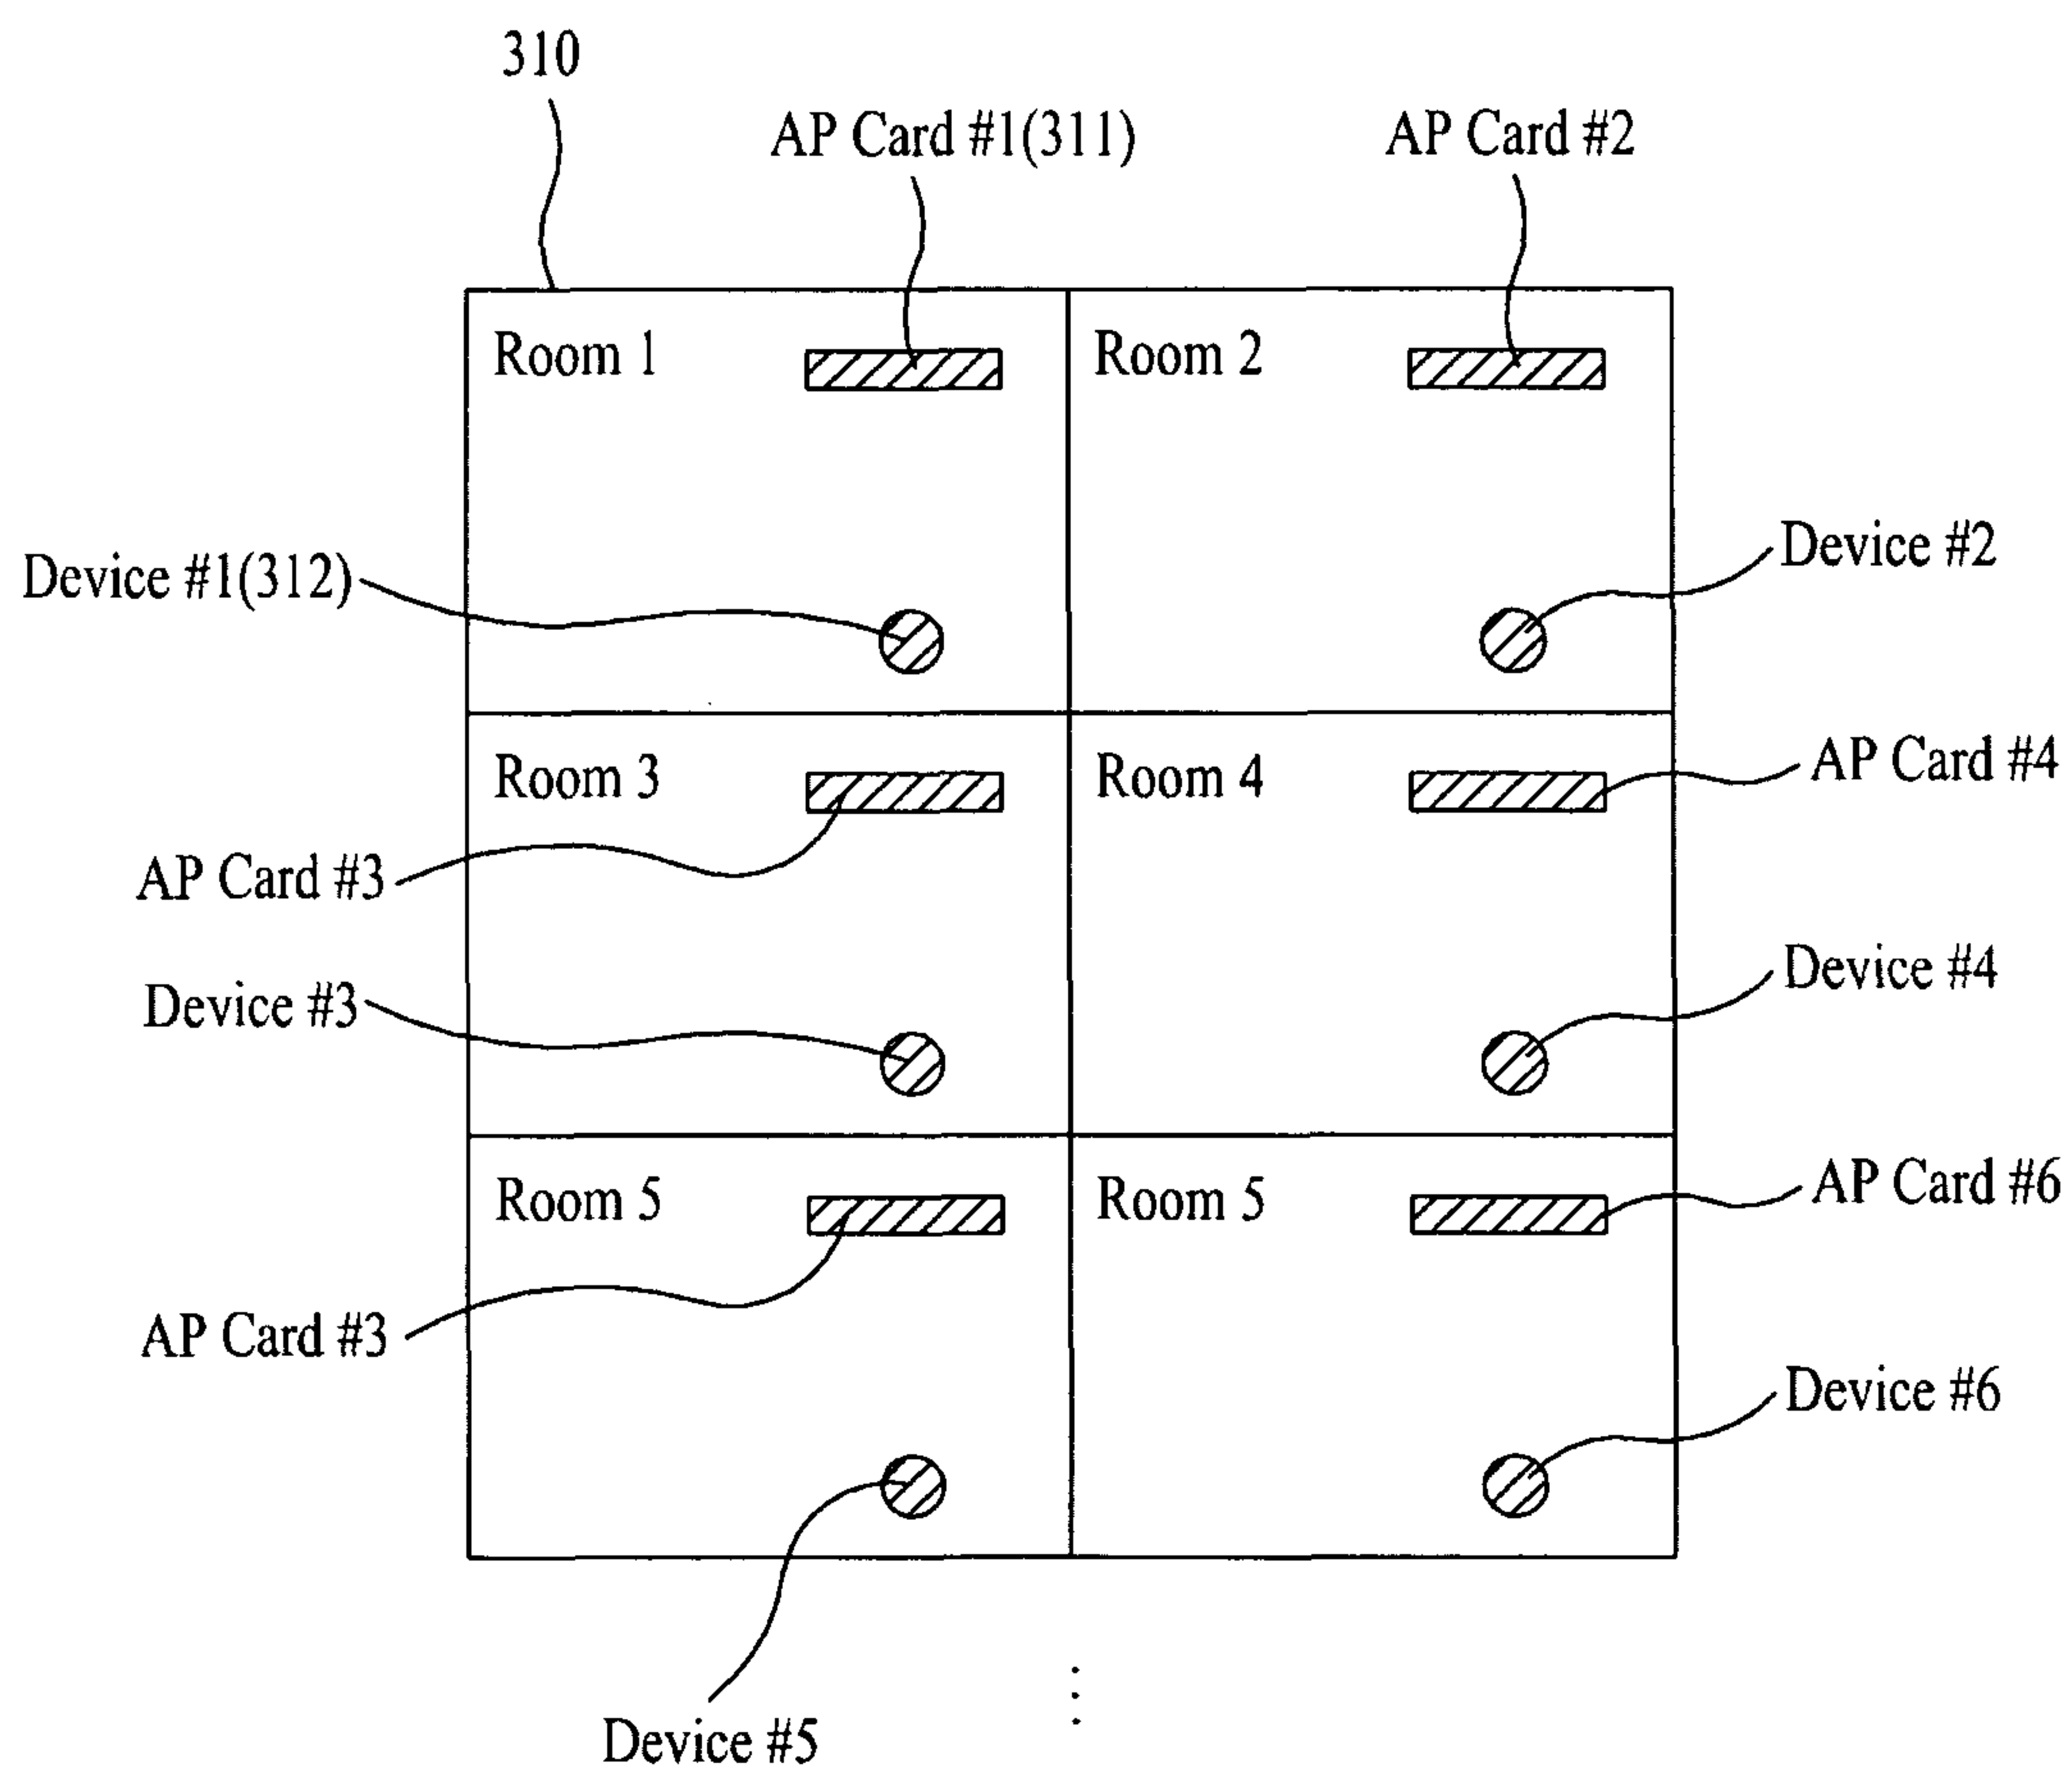 310
AP Card #1(311)
AP Card #2
Room 1
Room 2
Device #1(312)
Device #2
Room 3
Room 4
AP Card #4
AP Card #3
Device #4
Device #3
Room 5
Room 5
AP Card #6
AP Card #3
Device #6
Device #5